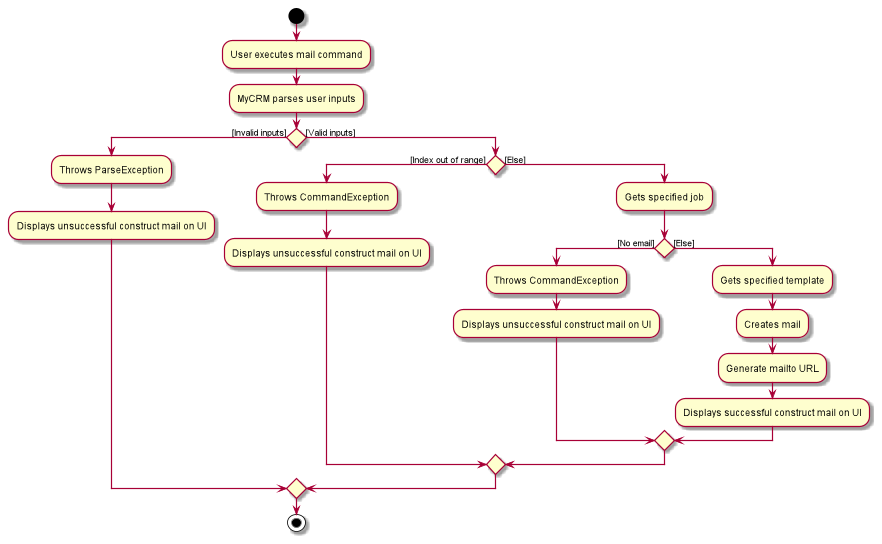 User executes mail command
MyCRM parses user inputs
[Invalid inputs]
[Valid inputs]
Throws ParseException
Displays unsuccessful construct mail on UI
[Index out of range]
[Else]
Throws CommandException
Displays unsuccessful construct mail on UI
Gets specified job
[No email]
[Else]
Throws CommandException
Displays unsuccessful construct mail on UI
Gets specified template
Creates mail
Generate mailto URL
Displays successful construct mail on UI